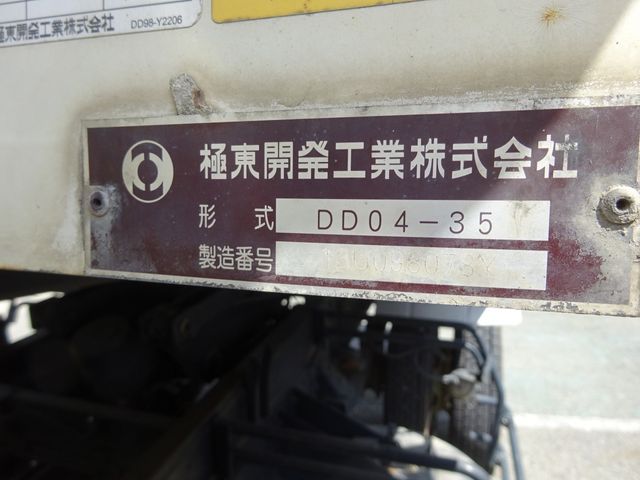 DD98-Y2206
極東開発工業株式会社
極東開発工業株式会社
形 式 DD04-35
製造番号